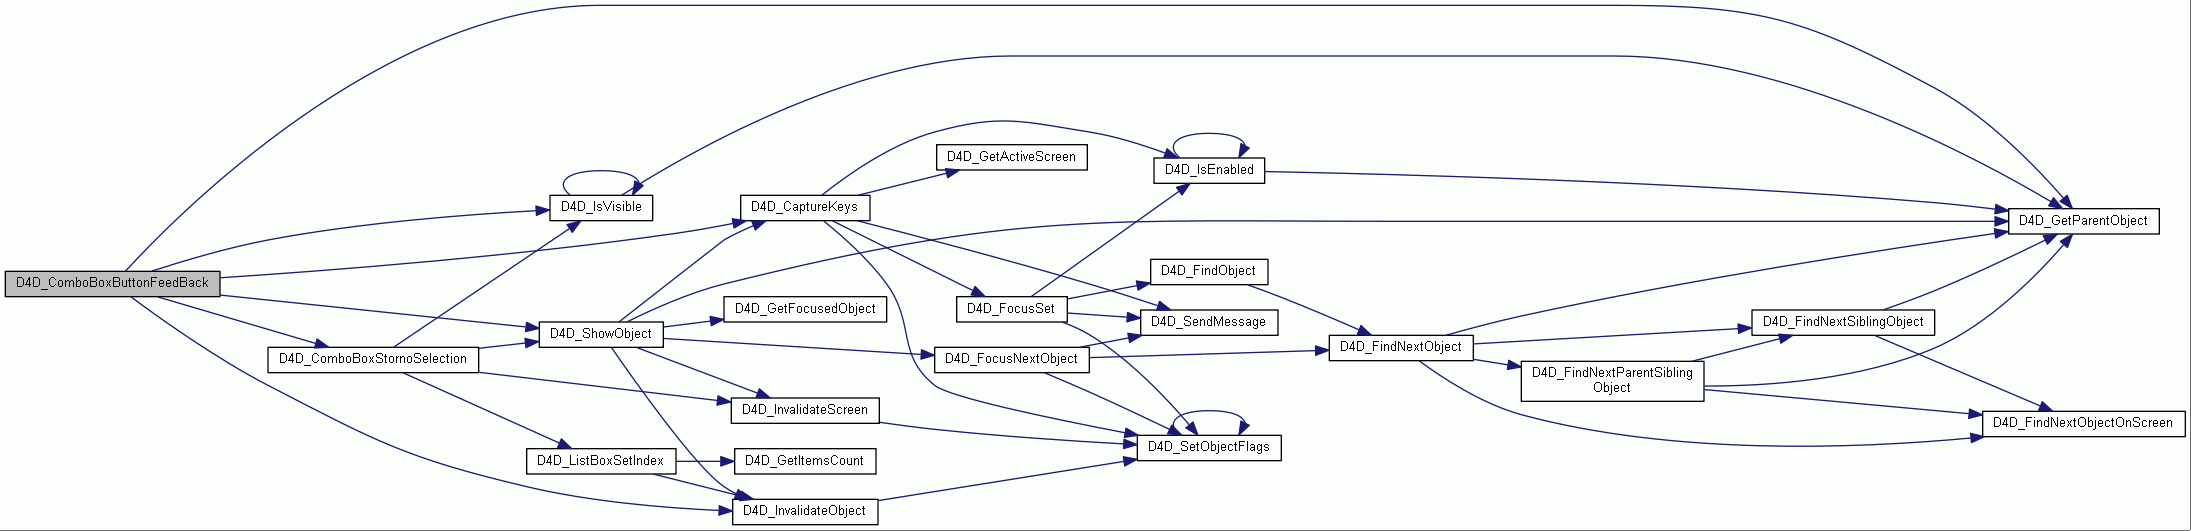 D4D_ComboBoxButtonFeedBack
D4D_IsVisible
D4D_ComboBoxStornoSelection
D4D_ShowObject
D4D_ListBoxSetIndex
D4D_CaptureKeys
D4D_GetFocusedObject
D4D_InvalidateScreen
D4D_GetItemsCount
D4D_InvalidateObject
D4D_GetActiveScreen
D4D_FocusSet
D4D_FocusNextObject
D4D_IsEnabled
D4D_FindObject
D4D_SendMessage
D4D_SetObjectFlags
D4D_FindNextObject
D4D_FindNextParentSibling
Object
D4D_FindNextSiblingObject
D4D_GetParentObject
D4D_FindNextObjectOnScreen